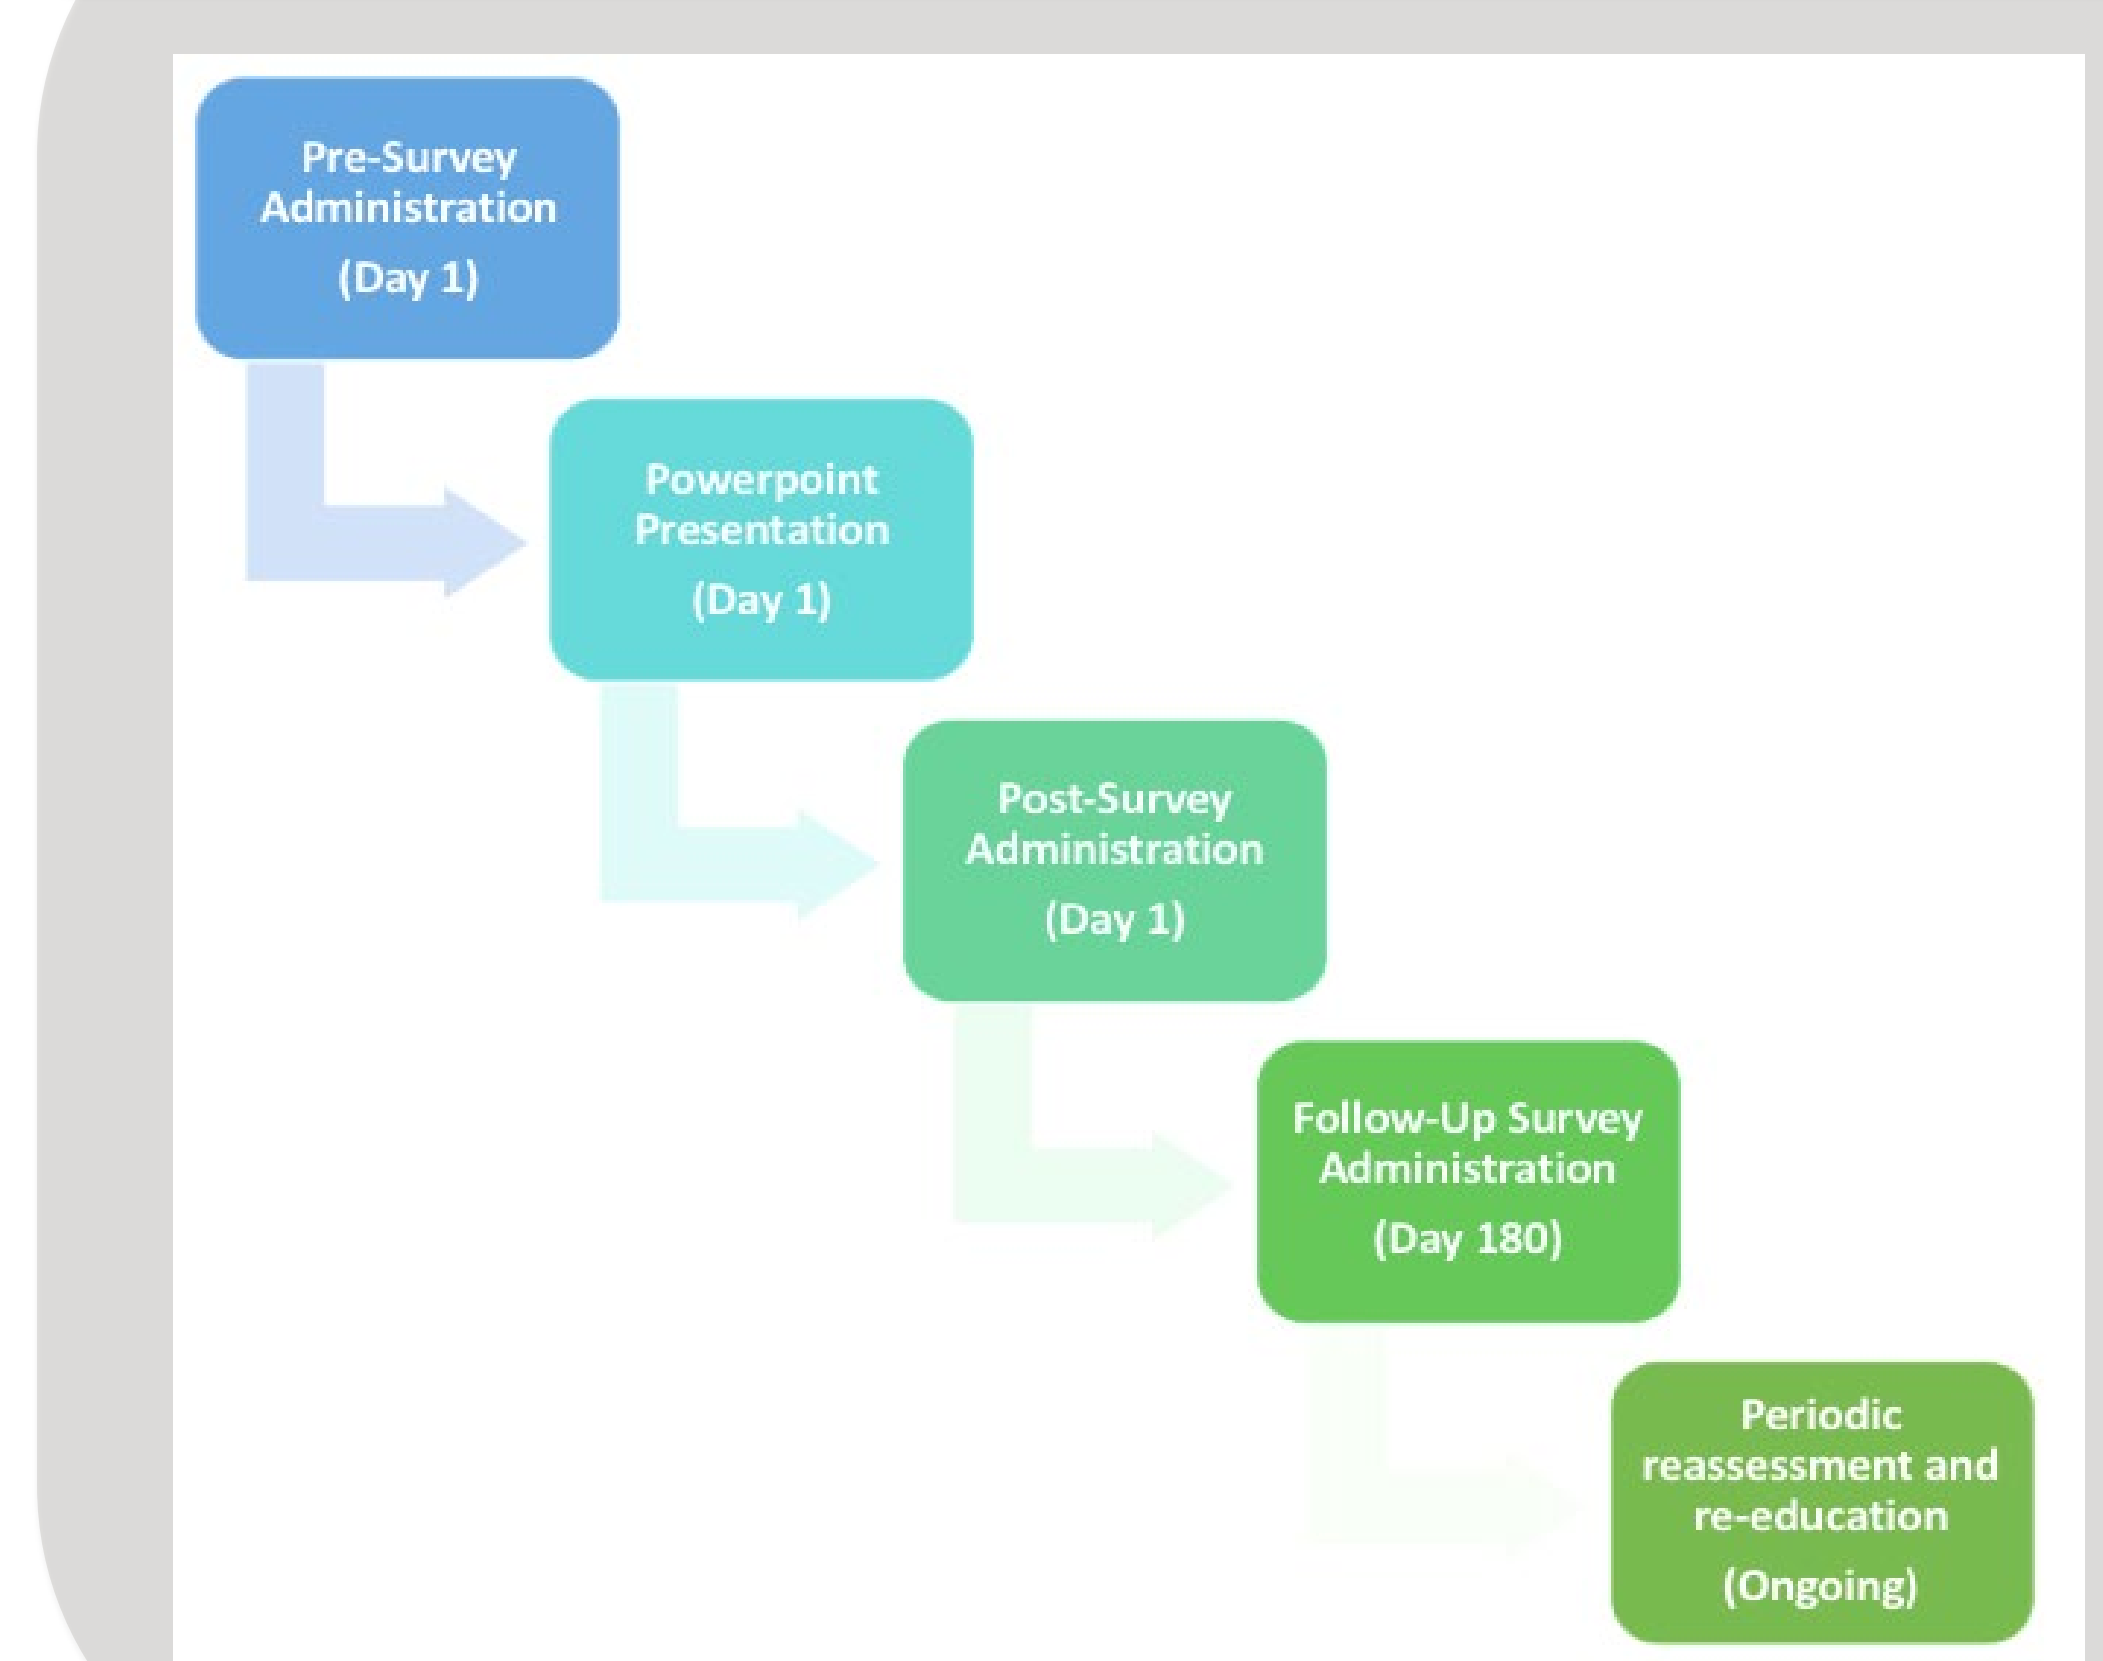 Pre-Survey
Administration
(Day 1)
Powerpoint
Presentation
(Day 1)
Post-Survey
Administration
(Day 1)
Follow-Up Survey
Administration
(Day 180)
Periodic
reassessment and
re-education
(Ongoing)